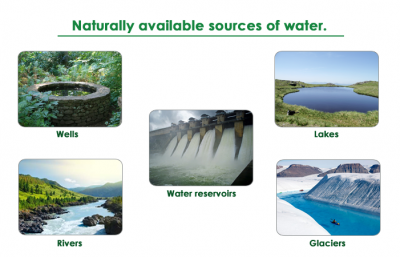 Naturally available sources of water.
Wells
Lakes
Water reservoirs
Rivers
Glaciers